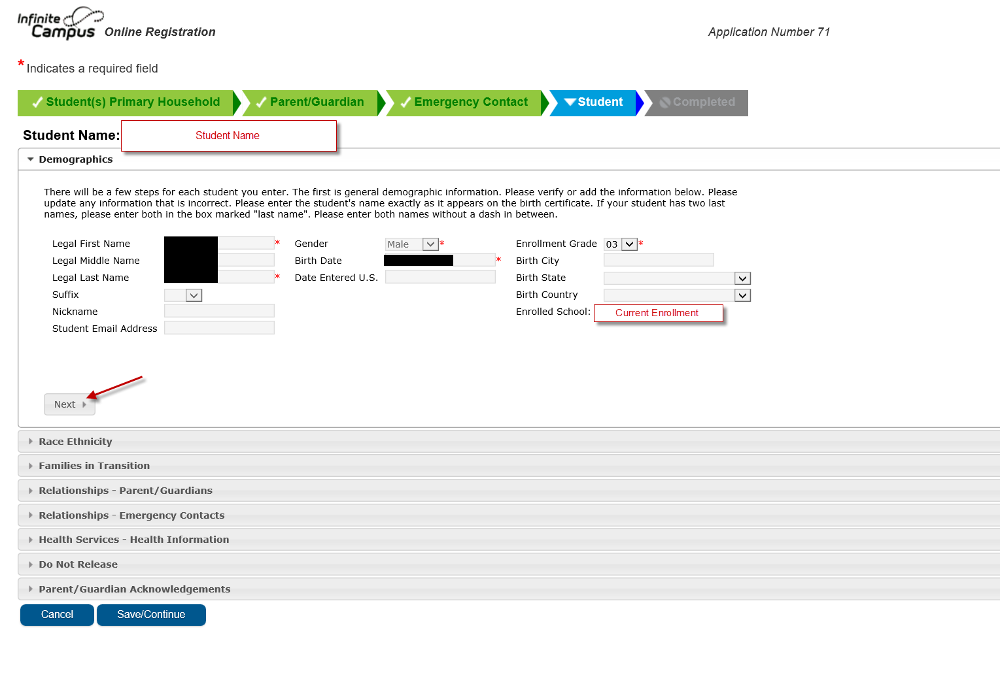 Infinite
Campus Online Registration
Application Number 71
* Indicates a required field
Student(s) Primary Household
Parent/Guardian
Emergency Contact
Student
Completed
Student Name: Student Name
Demographics
There will be a few steps for each student you enter. The first is general demographic information. Please verify or add the information below. Please
update any information that is incorrect. Please enter the student's name exactly as it appears on the birth certificate. If your student has two last
names, please enter both in the box marked "last name". Please enter both names without a dash in between.
Legal First Name * Gender Male * Enrollment Grade 03 *
Legal Middle Name Birth Date * Birth City
Legal Last Name * Date Entered U.S. Birth State
Suffix Birth Country
Nickname Enrolled School: Current Enrollment
Student Email Address
Next
Race Ethnicity
Families in Transition
Relationships - Parent/Guardians
Relationships - Emergency Contacts
Health Services - Health Information
Do Not Release
Parent/Guardian Acknowledgements
Cancel Save/Continue